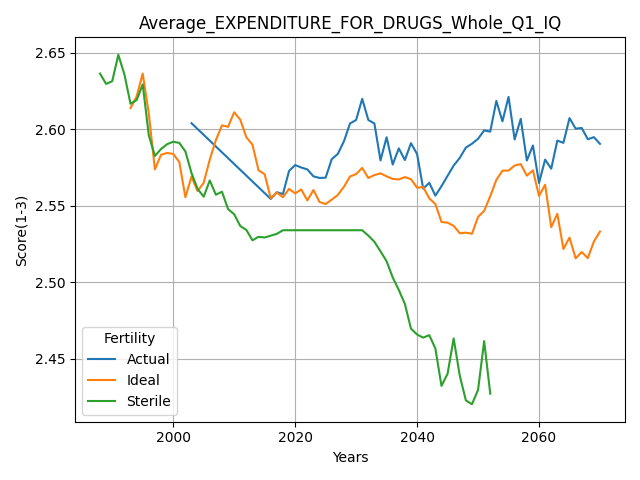 Average_EXPENDITURE_FOR_DRUGS_Whole_Q1_IQ
Score(1-3)
2.65
2.60
2.55
2.50
2.45
Fertility
Actual
Ideal
Sterile
2000
2020
2040
2060
Years